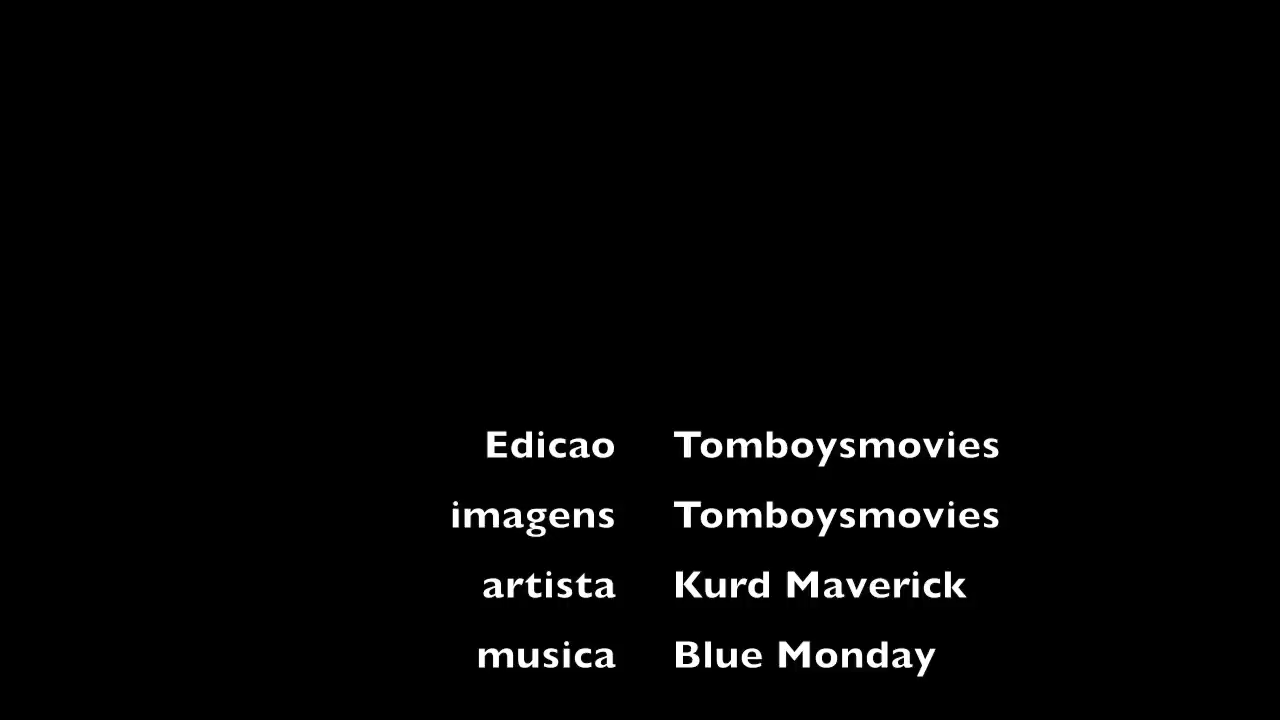 Edicao Tomboysmovies
imagens Tomboysmovies
artista Kurd Maverick
musica Blue Monday